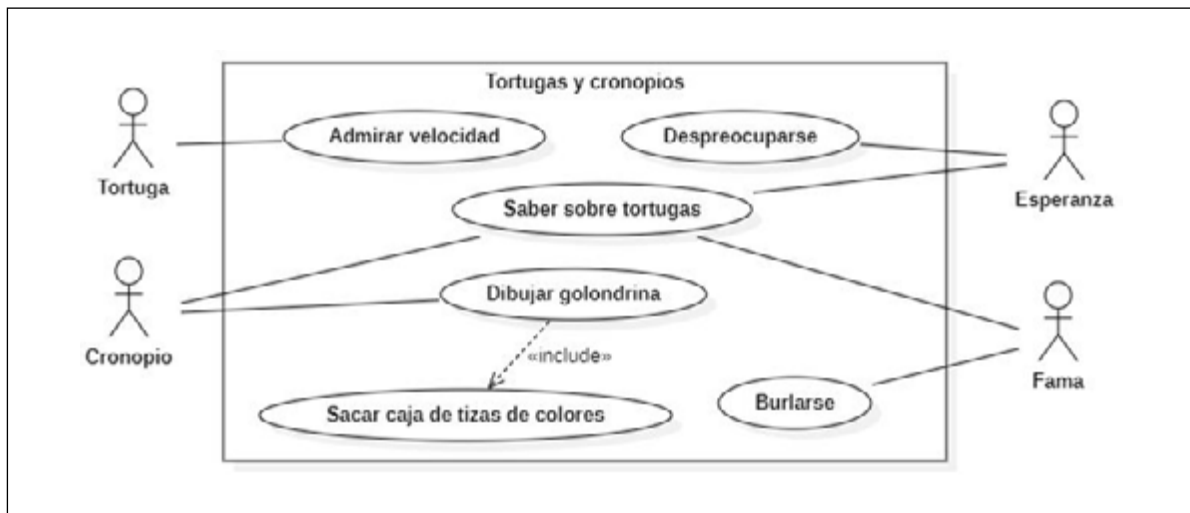 Tortugas y cronopios
Admirar velocidad
Despreocuparse
Tortuga
Esperanza
Saber sobre tortugas
Dibujar golondrina
Cronopio
«include»
Fama
Burlarse
Sacar caja de tizas de colores